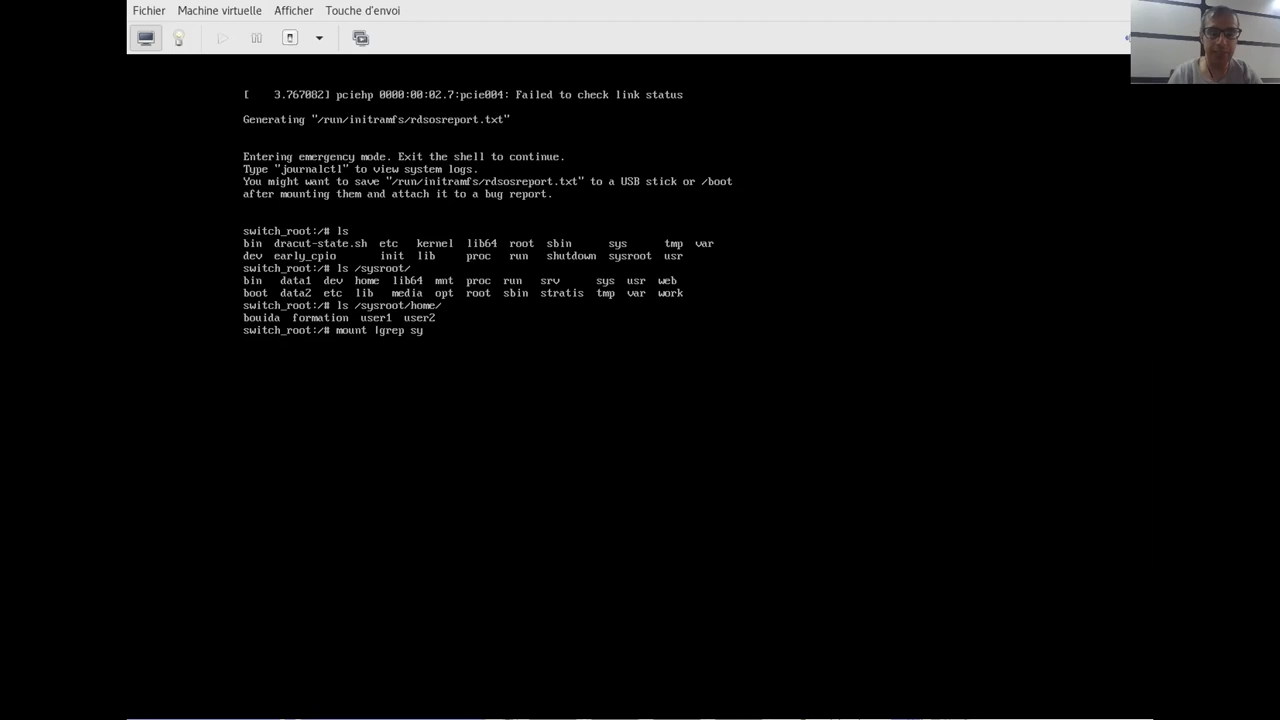 Fichier Machine virtuelle Afficher Touche d'envoi
[    3.767082] pciehp 0000:00:02.7:pcie004: Failed to check link status
Generating "/run/initramfs/rdsosreport.txt"
Entering emergency mode. Exit the shell to continue.
Type "journalctl" to view system logs.
You might want to save "/run/initramfs/rdsosreport.txt" to a USB stick or /boot
after mounting them and attach it to a bug report.
switch_root:/# ls
bin  dracut-state.sh  etc   kernel  lib64  root  sbin      sys      tmp  var
dev  early_cpio       init  lib     proc   run   shutdown  sysroot  usr
switch_root:/# ls /sysroot/
bin   data1  dev  home  lib64  mnt  proc  run   srv      sys  usr  web
boot  data2  etc  lib   media  opt  root  sbin  stratis  tmp  var  work
switch_root:/# ls /sysroot/home/
bouida  formation  user1  user2
switch_root:/# mount |grep sy